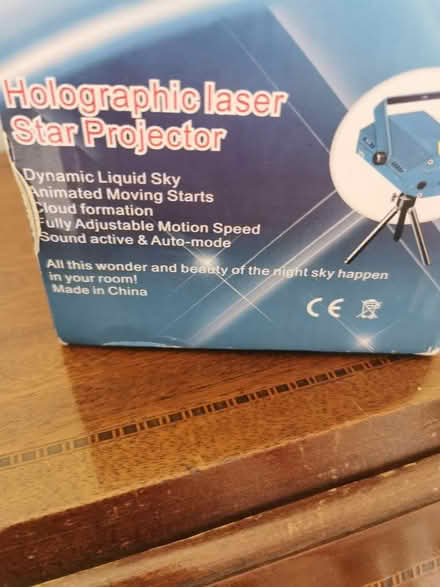 Holographic laser
Star Projector
Dynamic Liquid Sky
Animated Moving Starts
Cloud formation
Fully Adjustable Motion Speed
Sound active & Auto-mode
All this wonder and beauty of the night sky happen
in your room!
Made in China
CE